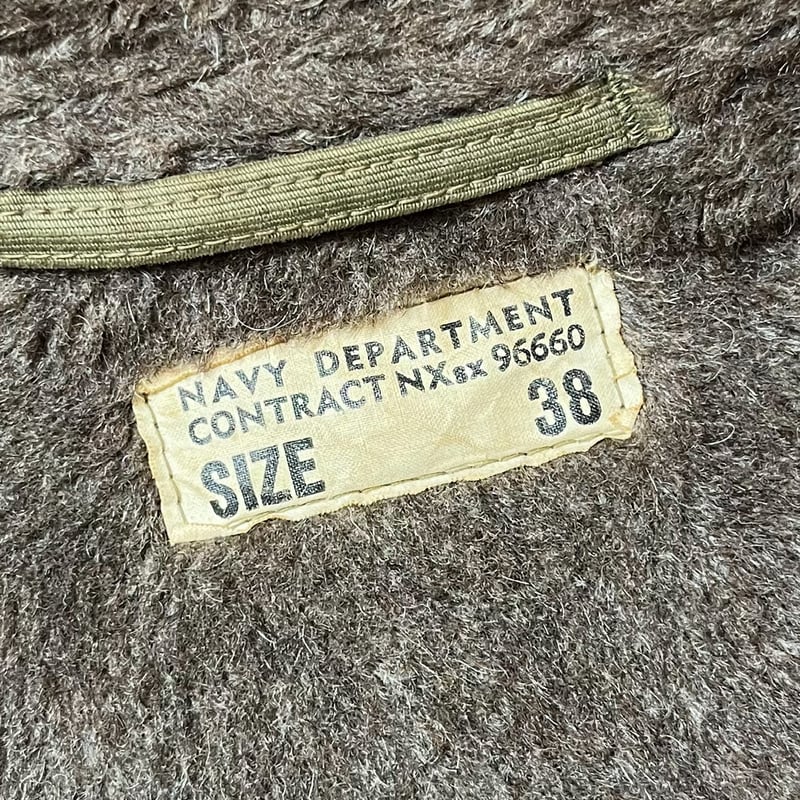 NAVY DEPARTMENT
CONTRACT NXsx 96660
SIZE 38